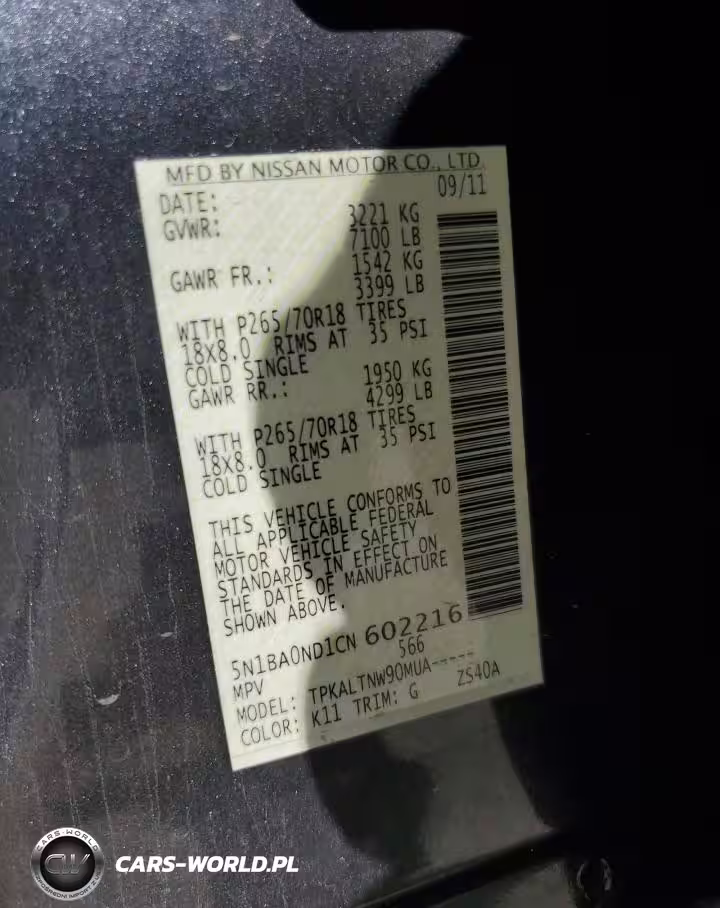 MFD BY NISSAN MOTOR CO., LTD.
DATE: 09/11
GVWR: 3221 KG
7100 LB
GAWR FR.: 1542 KG
3399 LB
WITH P265/70R18 TIRES
18X8.0 RIMS AT 35 PSI
COLD SINGLE
GAWR RR.: 1950 KG
4299 LB
WITH P265/70R18 TIRES
18X8.0 RIMS AT 35 PSI
COLD SINGLE
THIS VEHICLE CONFORMS TO
ALL APPLICABLE FEDERAL
MOTOR VEHICLE SAFETY
STANDARDS IN EFFECT ON
THE DATE OF MANUFACTURE
SHOWN ABOVE.
5N1BA0ND1CN 602216
MPV 566
MODEL: TPKALTNW90MUA-----
COLOR: K11 TRIM: G ZS40A
CARS-WORLD
CW
CARS-WORLD.PL